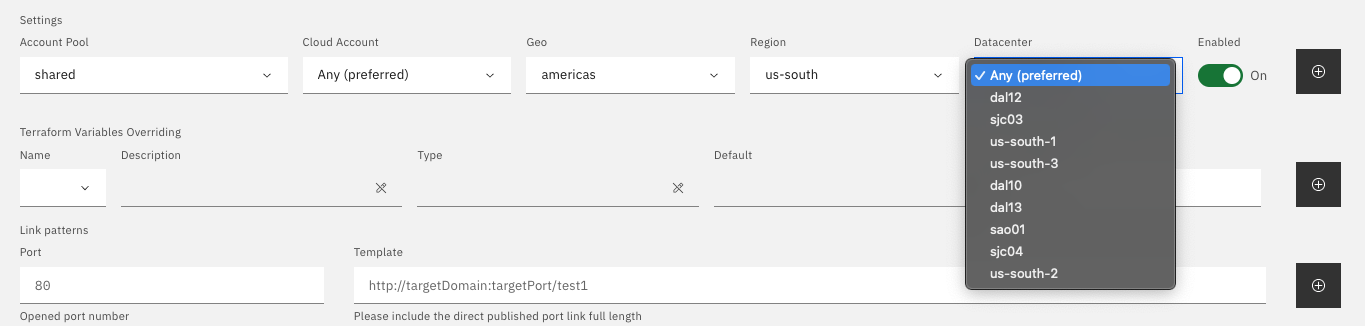 Settings
Account Pool Cloud Account Geo Region Datacenter Enabled
shared Any (preferred) americas us-south ✓ Any (preferred) On
dal12
sjc03
us-south-1
us-south-3
dal10
dal13
sao01
sjc04
us-south-2
Terraform Variables Overriding
Name Description Type Default
Link patterns
Port Template
80 http://targetDomain:targetPort/test1
Opened port number Please include the direct published port link full length